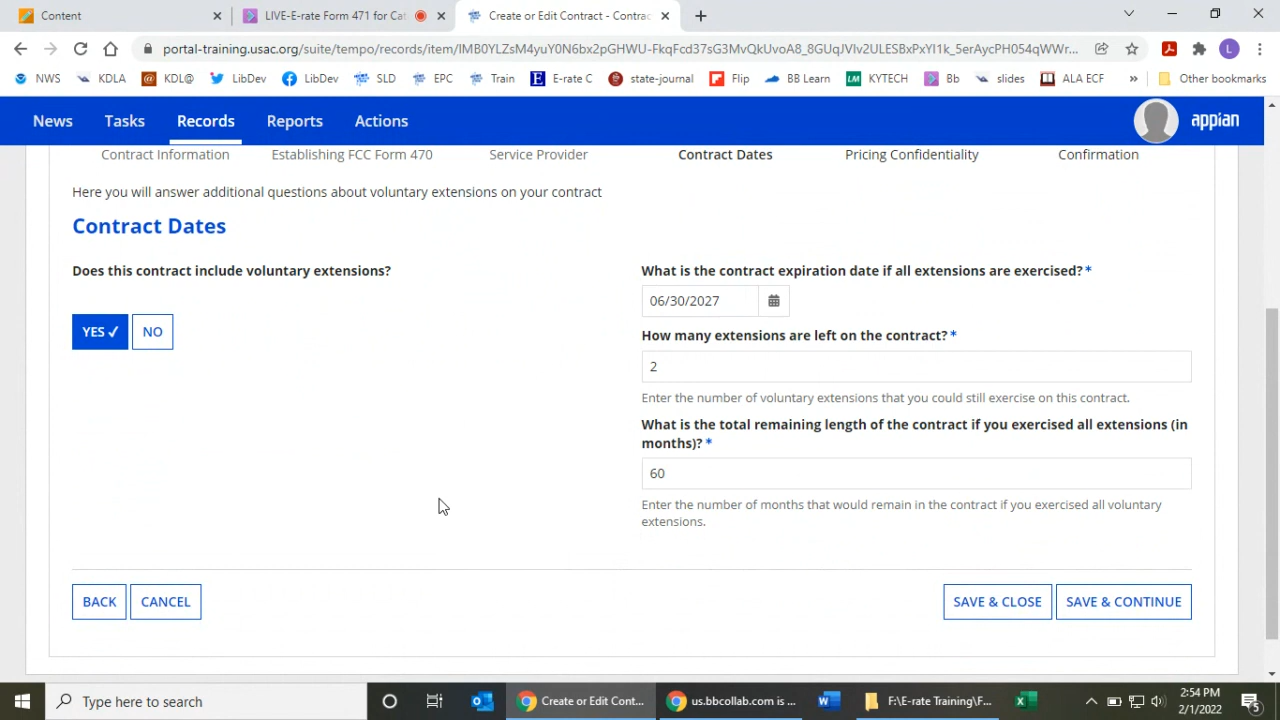 Content
LIVE-E-rate Form 471 for Cat
Create or Edit Contract - Contrac
portal-training.usac.org/suite/tempo/records/item/
NWS KDLA KDL@ LibDev LibDev SLD EPC Train E-rate C state-journal Flip BB Learn KYTECH Bb slides ALA ECF » Other bookmarks
News Tasks Records Reports Actions appian
Contract Information Establishing FCC Form 470 Service Provider Contract Dates Pricing Confidentiality Confirmation
Here you will answer additional questions about voluntary extensions on your contract
Contract Dates
Does this contract include voluntary extensions?
YES ✓ NO
What is the contract expiration date if all extensions are exercised? *
06/30/2027
How many extensions are left on the contract? *
2
Enter the number of voluntary extensions that you could still exercise on this contract.
What is the total remaining length of the contract if you exercised all extensions (in
months)? *
60
Enter the number of months that would remain in the contract if you exercised all voluntary
extensions.
BACK CANCEL SAVE & CLOSE SAVE & CONTINUE
Type here to search
Create or Edit Cont...
us.bbcollab.com is ...
F:\E-rate Training\F...
2:54 PM
2/1/2022
5